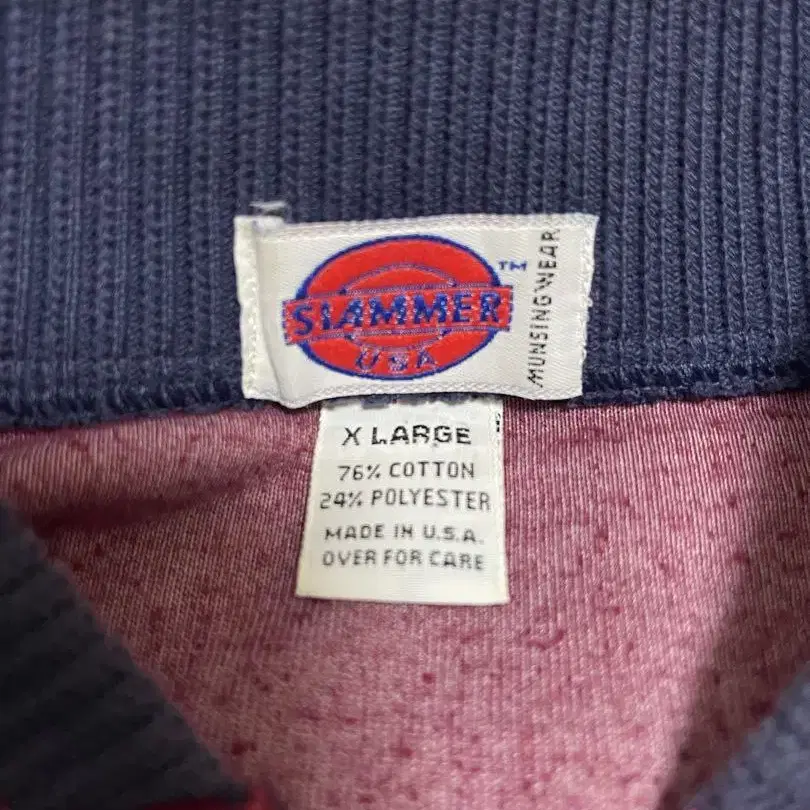 SLAMMER
USA
TM
MUNSINGWEAR
X LARGE
76% COTTON
24% POLYESTER
MADE IN U.S.A.
OVER FOR CARE